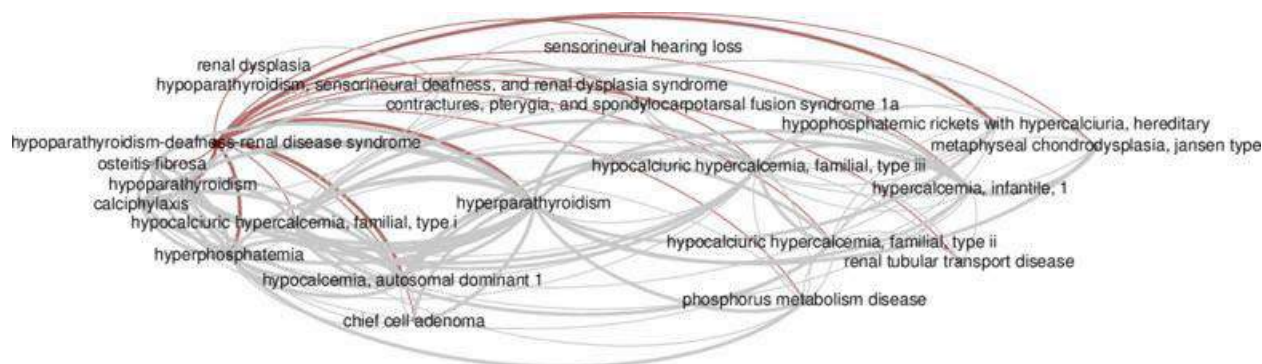 sensorineural hearing loss
renal dysplasia
hypoparathyroidism, sensorineural deafness, and renal dysplasia syndrome
contractures, pterygia, and spondylocarpotarsal fusion syndrome 1a
hypophosphatemic rickets with hypercalciuria, hereditary
hypoparathyroidism-deafness-renal disease syndrome
metaphyseal chondrodysplasia, jansen type
osteitis fibrosa
hypocalciuric hypercalcemia, familial, type iii
hypoparathyroidism
hypercalcemia, infantile, 1
calciphylaxis
hyperparathyroidism
hypocalciuric hypercalcemia, familial, type i
hypocalciuric hypercalcemia, familial, type ii
hyperphosphatemia
renal tubular transport disease
hypocalcemia, autosomal dominant 1
phosphorus metabolism disease
chief cell adenoma